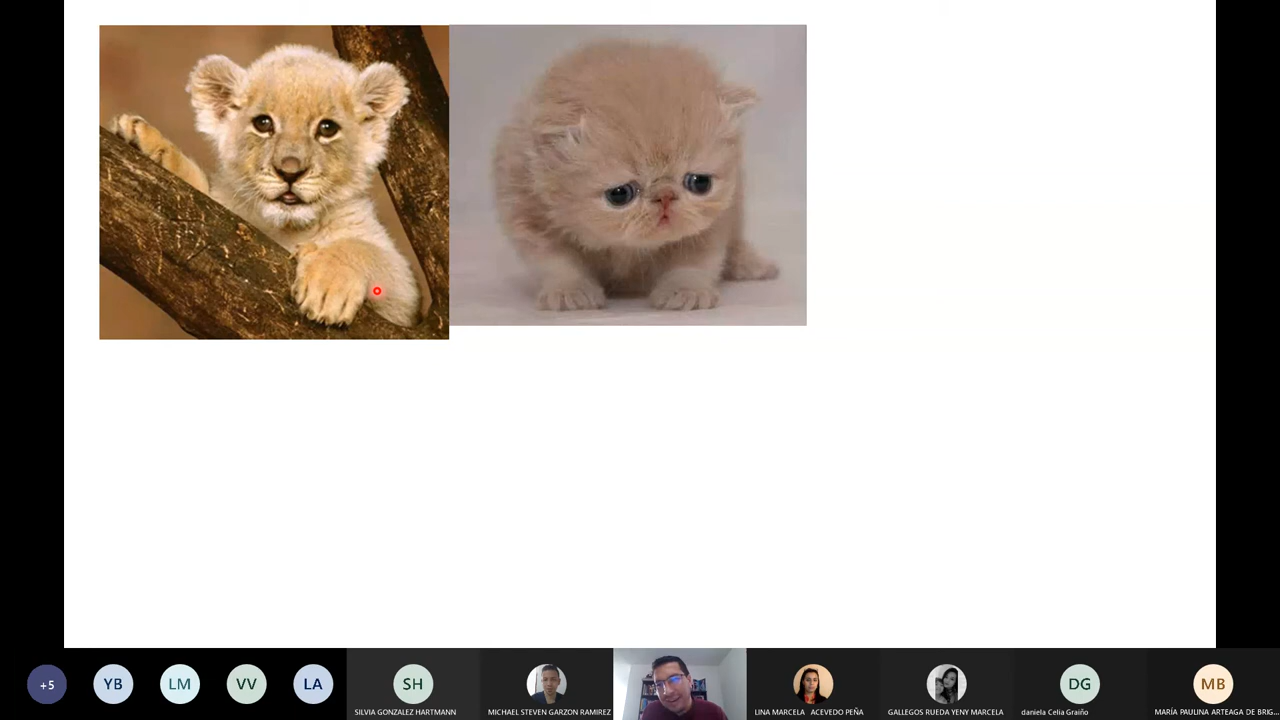 +5
YB
LM
VV
LA
SH
SILVIA GONZALEZ HARTMANN
MICHAEL STEVEN GARZON RAMIREZ
LINA MARCELA ACEVEDO PEÑA
GALLEGOS RUEDA YENY MARCELA
DG
daniela Celia Graiño
MB
MARÍA PAULINA ARTEAGA DE BRIG...